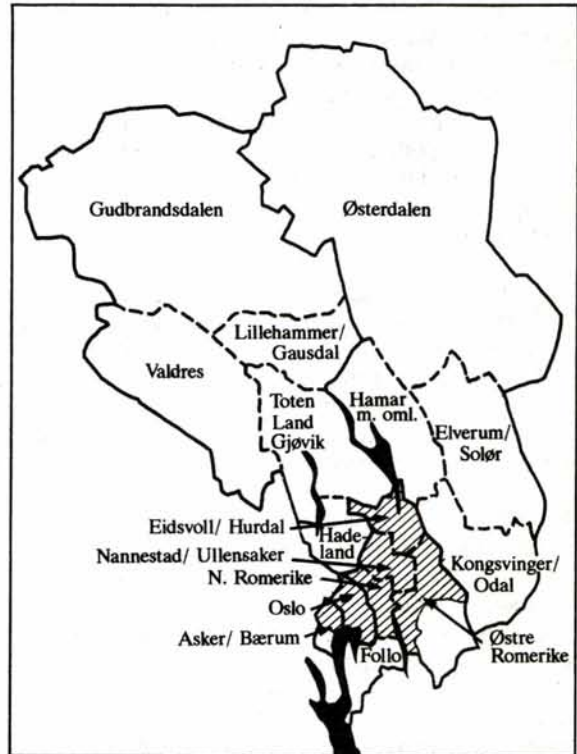 Gudbrandsdalen
Østerdalen
Lillehammer/
Gausdal
Valdres
Toten
Land
Gjøvik
Hamar
m. oml.
Elverum/
Solør
Eidsvoll/ Hurdal
Hade-
land
Nannestad/ Ullensaker
N. Romerike
Kongsvinger/
Odal
Oslo
Asker/ Bærum
Follo
Østre
Romerike